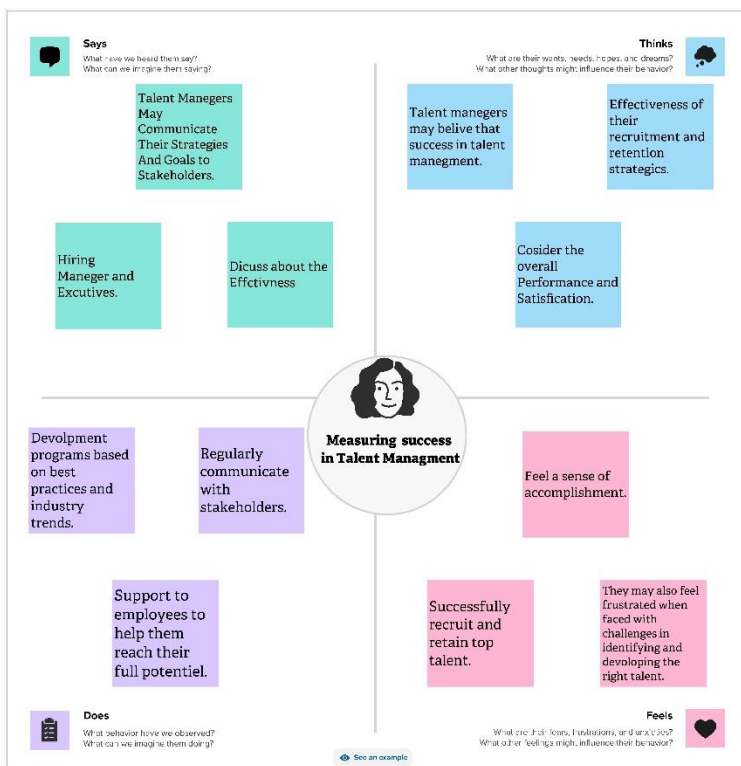 Says
What have we heard them say?
What can we imagine them saying?
Talent Manegers
May
Communicate
Their Strategies
And Goals to
Stakeholders.
Hiring
Maneger and
Excutives.
Dicuss about the
Effctivness
Thinks
What are their wants, needs, hopes, and dreams?
What other thoughts might influence their behavior?
Talent manegers
may belive that
success in talent
manegment.
Effectiveness of
their
recruitment and
retention
strategics.
Cosider the
overall
Performance and
Satisfication.
Measuring success
in Talent Managment
Devolpment
programs based
on best
practices and
industry
trends.
Regularly
communicate
with
stakeholders.
Support to
employees to
help them
reach their
full potentiel.
Does
What behavior have we observed?
What can we imagine them doing?
Feel a sense of
accomplishment.
Successfully
recruit and
retain top
talent.
They may also feel
frustrated when
faced with
challenges in
identifying and
devoloping the
right talent.
Feels
What are their fears, frustrations, and anxieties?
What other feelings might influence their behavior?
See an example